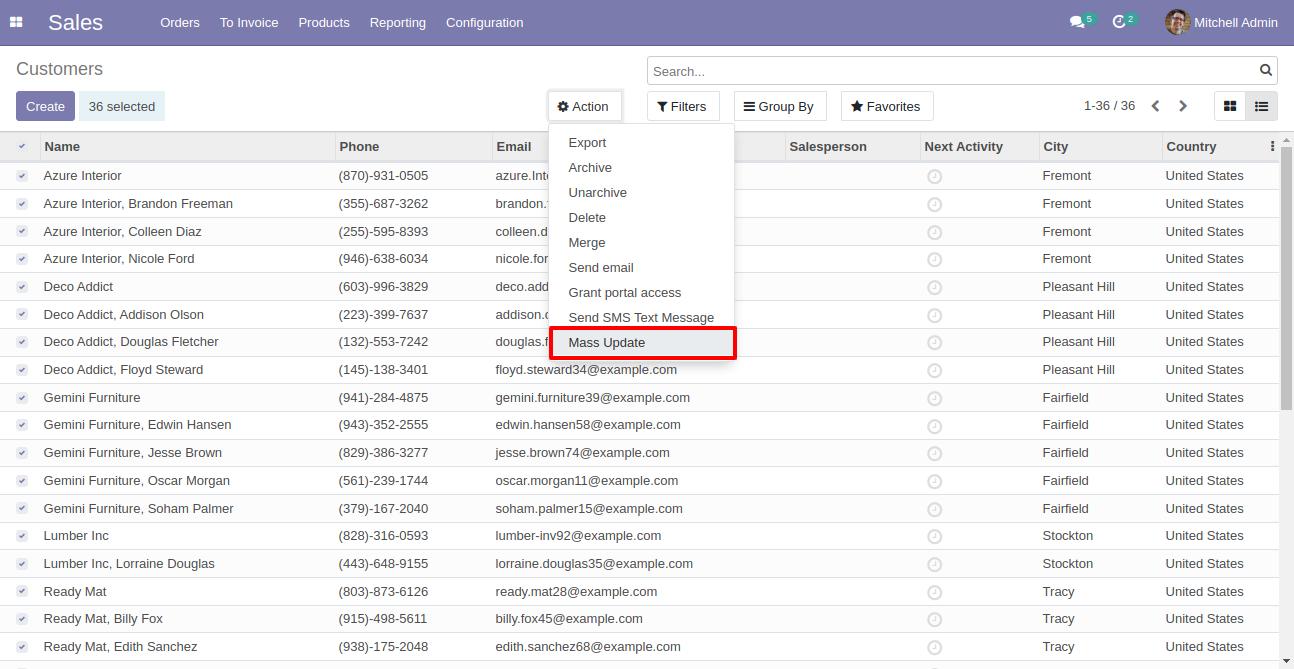 Sales Orders To Invoice Products Reporting Configuration 5 2 Mitchell Admin
Customers
Search...
Create 36 selected Action Filters Group By Favorites 1-36 / 36
Name Phone Email Salesperson Next Activity City Country
Export
Archive
Unarchive
Delete
Merge
Send email
Grant portal access
Send SMS Text Message
Mass Update
Azure Interior (870)-931-0505 azure.Int Fremont United States
Azure Interior, Brandon Freeman (355)-687-3262 brandon. Fremont United States
Azure Interior, Colleen Diaz (255)-595-8393 colleen.d Fremont United States
Azure Interior, Nicole Ford (946)-638-6034 nicole.for Fremont United States
Deco Addict (603)-996-3829 deco.add Pleasant Hill United States
Deco Addict, Addison Olson (223)-399-7637 addison. Pleasant Hill United States
Deco Addict, Douglas Fletcher (132)-553-7242 douglas.f Pleasant Hill United States
Deco Addict, Floyd Steward (145)-138-3401 floyd.steward34@example.com Pleasant Hill United States
Gemini Furniture (941)-284-4875 gemini.furniture39@example.com Fairfield United States
Gemini Furniture, Edwin Hansen (943)-352-2555 edwin.hansen58@example.com Fairfield United States
Gemini Furniture, Jesse Brown (829)-386-3277 jesse.brown74@example.com Fairfield United States
Gemini Furniture, Oscar Morgan (561)-239-1744 oscar.morgan11@example.com Fairfield United States
Gemini Furniture, Soham Palmer (379)-167-2040 soham.palmer15@example.com Fairfield United States
Lumber Inc (828)-316-0593 lumber-inv92@example.com Stockton United States
Lumber Inc, Lorraine Douglas (443)-648-9155 lorraine.douglas35@example.com Stockton United States
Ready Mat (803)-873-6126 ready.mat28@example.com Tracy United States
Ready Mat, Billy Fox (915)-498-5611 billy.fox45@example.com Tracy United States
Ready Mat, Edith Sanchez (938)-175-2048 edith.sanchez68@example.com Tracy United States